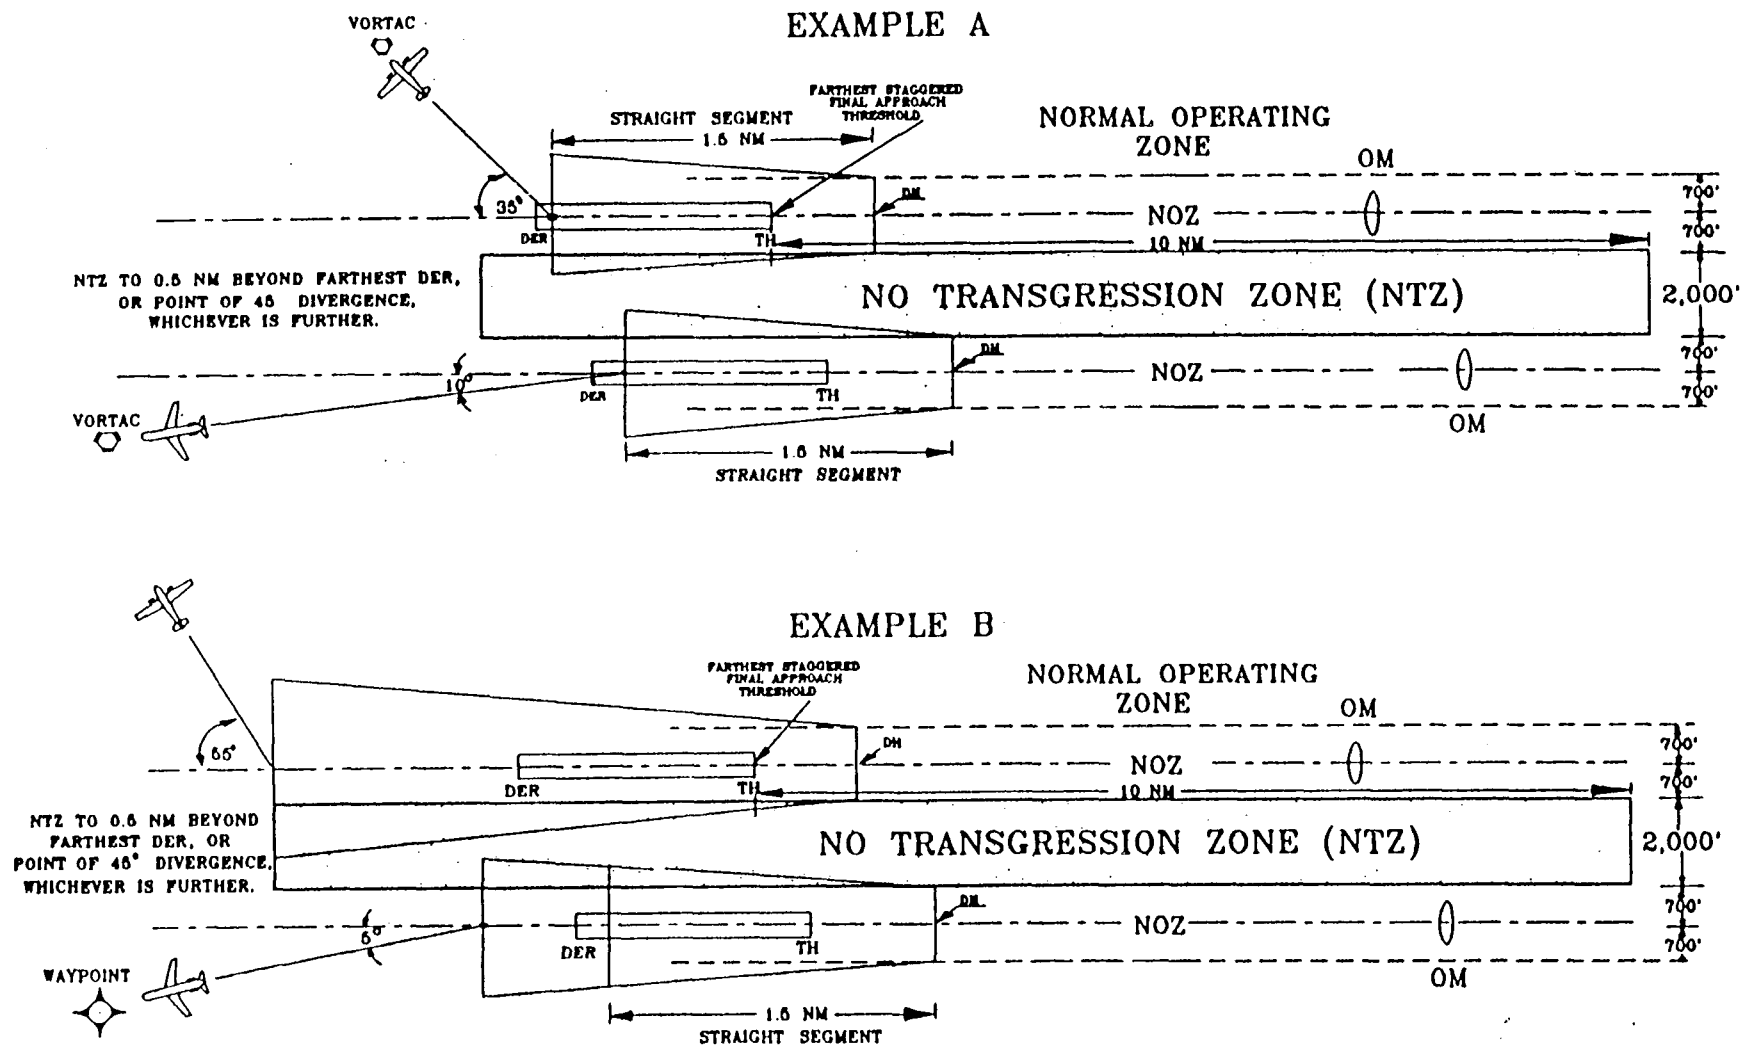 EXAMPLE A
VORTAC
FARTHEST STAGGERED
FINAL APPROACH
THRESHOLD
STRAIGHT SEGMENT
1.5 NM
NORMAL OPERATING
ZONE
OM
DM
35°
NOZ
700'
700'
DER
TH
10 NM
NTZ TO 0.5 NM BEYOND FARTHEST DER,
OR POINT OF 45 DIVERGENCE,
WHICHEVER IS FURTHER.
NO TRANSGRESSION ZONE (NTZ)
2,000'
DM
700'
NOZ
10°
DER
TH
700'
VORTAC
OM
1.5 NM
STRAIGHT SEGMENT
EXAMPLE B
FARTHEST STAGGERED
FINAL APPROACH
THRESHOLD
NORMAL OPERATING
ZONE
OM
DH
700'
NOZ
700'
DER
TH
10 NM
NTZ TO 0.5 NM BEYOND
FARTHEST DER, OR
POINT OF 45° DIVERGENCE,
WHICHEVER IS FURTHER.
NO TRANSGRESSION ZONE (NTZ)
2,000'
DM
700'
NOZ
DER
TH
700'
WAYPOINT
OM
1.5 NM
STRAIGHT SEGMENT